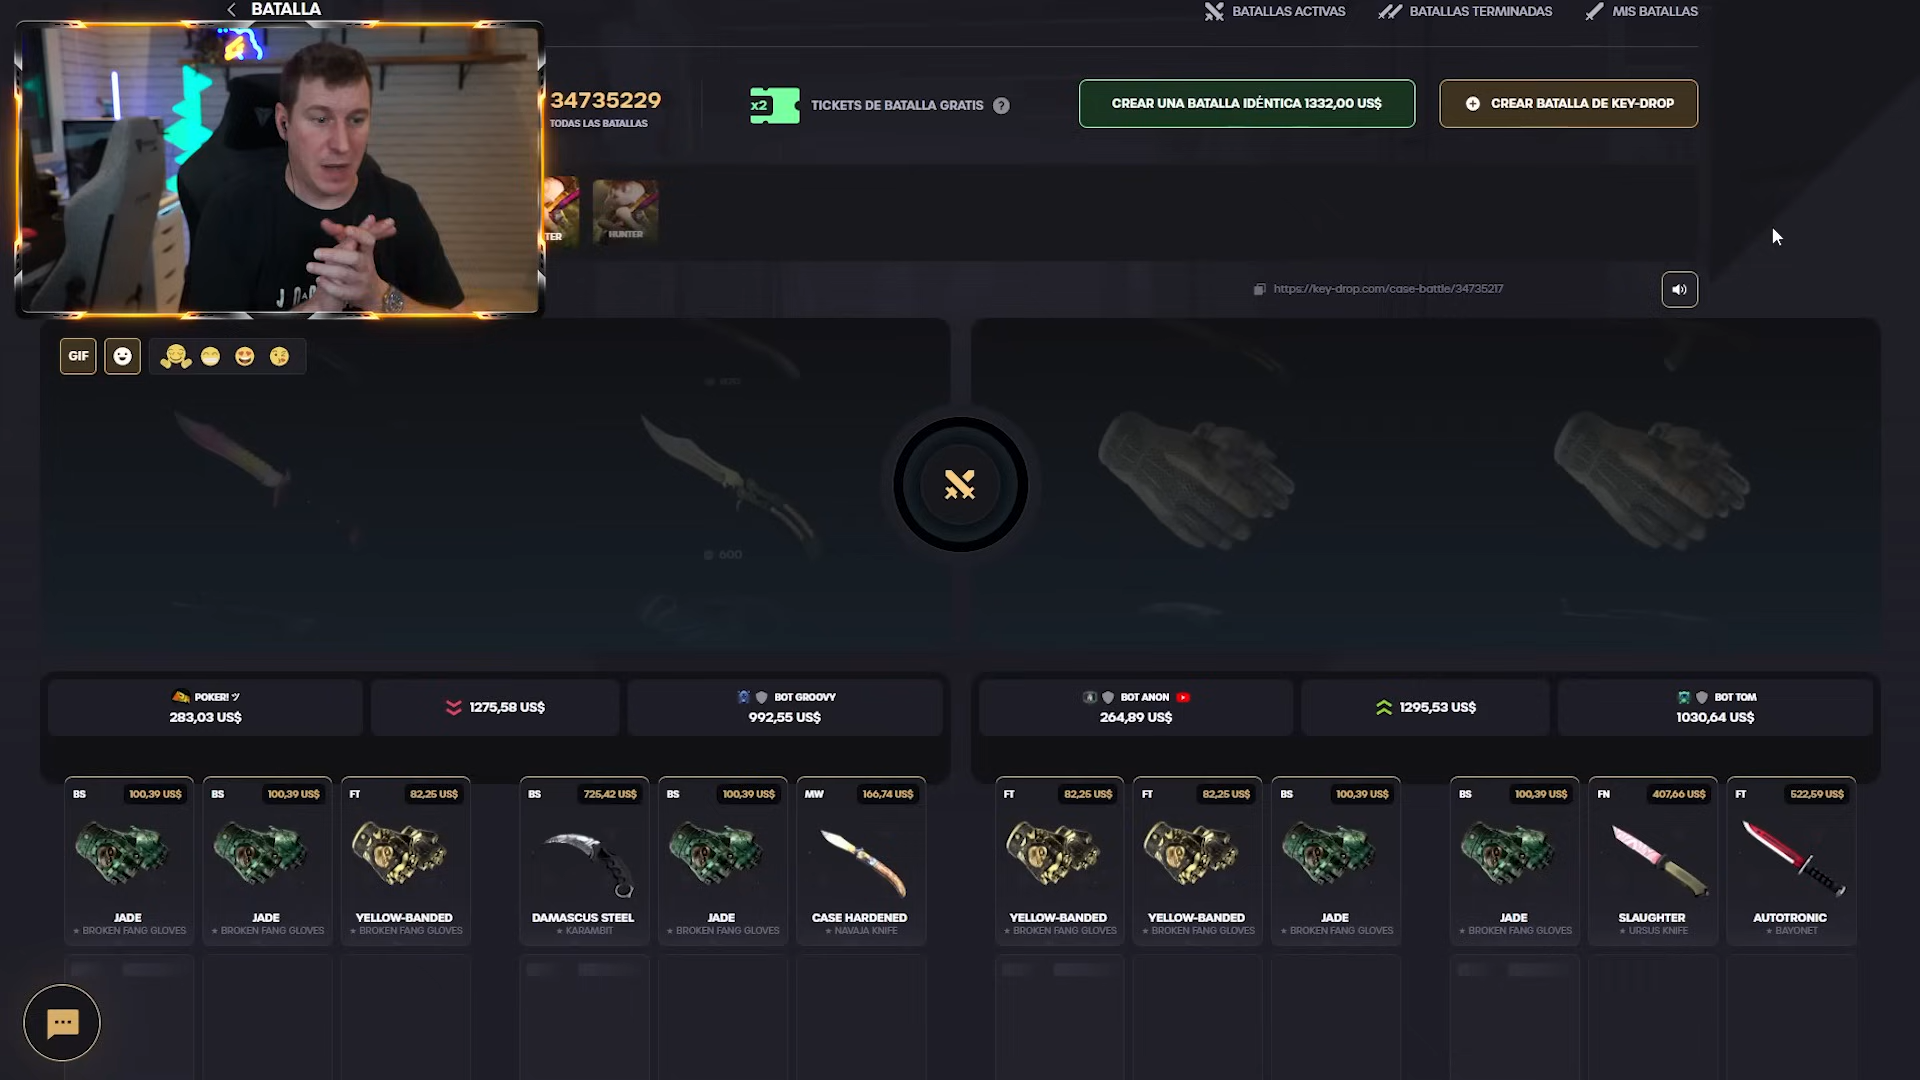 BATALLA
BATALLAS ACTIVAS
BATALLAS TERMINADAS
MIS BATALLAS
34735229
TODAS LAS BATALLAS
x2
TICKETS DE BATALLA GRATIS ?
CREAR UNA BATALLA IDÉNTICA 1332,00 US$
CREAR BATALLA DE KEY-DROP
TER
HUNTER
https://key-drop.com/case-battle/34735217
GIF
600
POKER! ツ
283,03 US$
1275,58 US$
BOT GROOVY
992,55 US$
BOT ANON
264,89 US$
1295,53 US$
BOT TOM
1030,64 US$
BS 100,39 US$
JADE
★ BROKEN FANG GLOVES
BS 100,39 US$
JADE
★ BROKEN FANG GLOVES
FT 82,25 US$
YELLOW-BANDED
★ BROKEN FANG GLOVES
BS 725,42 US$
DAMASCUS STEEL
★ KARAMBIT
BS 100,39 US$
JADE
★ BROKEN FANG GLOVES
MW 166,74 US$
CASE HARDENED
★ NAVAJA KNIFE
FT 82,25 US$
YELLOW-BANDED
★ BROKEN FANG GLOVES
FT 82,25 US$
YELLOW-BANDED
★ BROKEN FANG GLOVES
BS 100,39 US$
JADE
★ BROKEN FANG GLOVES
BS 100,39 US$
JADE
★ BROKEN FANG GLOVES
FN 407,66 US$
SLAUGHTER
★ URSUS KNIFE
FT 522,59 US$
AUTOTRONIC
★ BAYONET